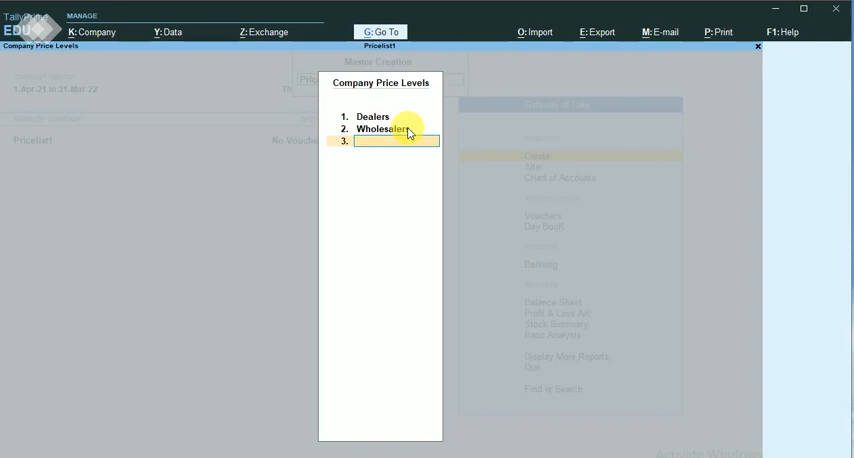 TallyPrime
EDU
MANAGE
K: Company
Y: Data
Z: Exchange
G: Go To
O: Import
E: Export
M: E-mail
P: Print
F1: Help
Company Price Levels
Pricelist1
Master Creation
Company Price Levels
Gateway of Tally
1-Apr-21 to 31-Mar-22
Pricelist1
No Vouche
1. Dealers
2. Wholesalers
3.
Create
Alter
CHart of Accounts
Vouchers
Day Book
BaNking
Balance Sheet
Profit & Loss A/c
Stock Summary
Ratio Analysis
Display More Reports
Quit
Find or Search
Activate Windows